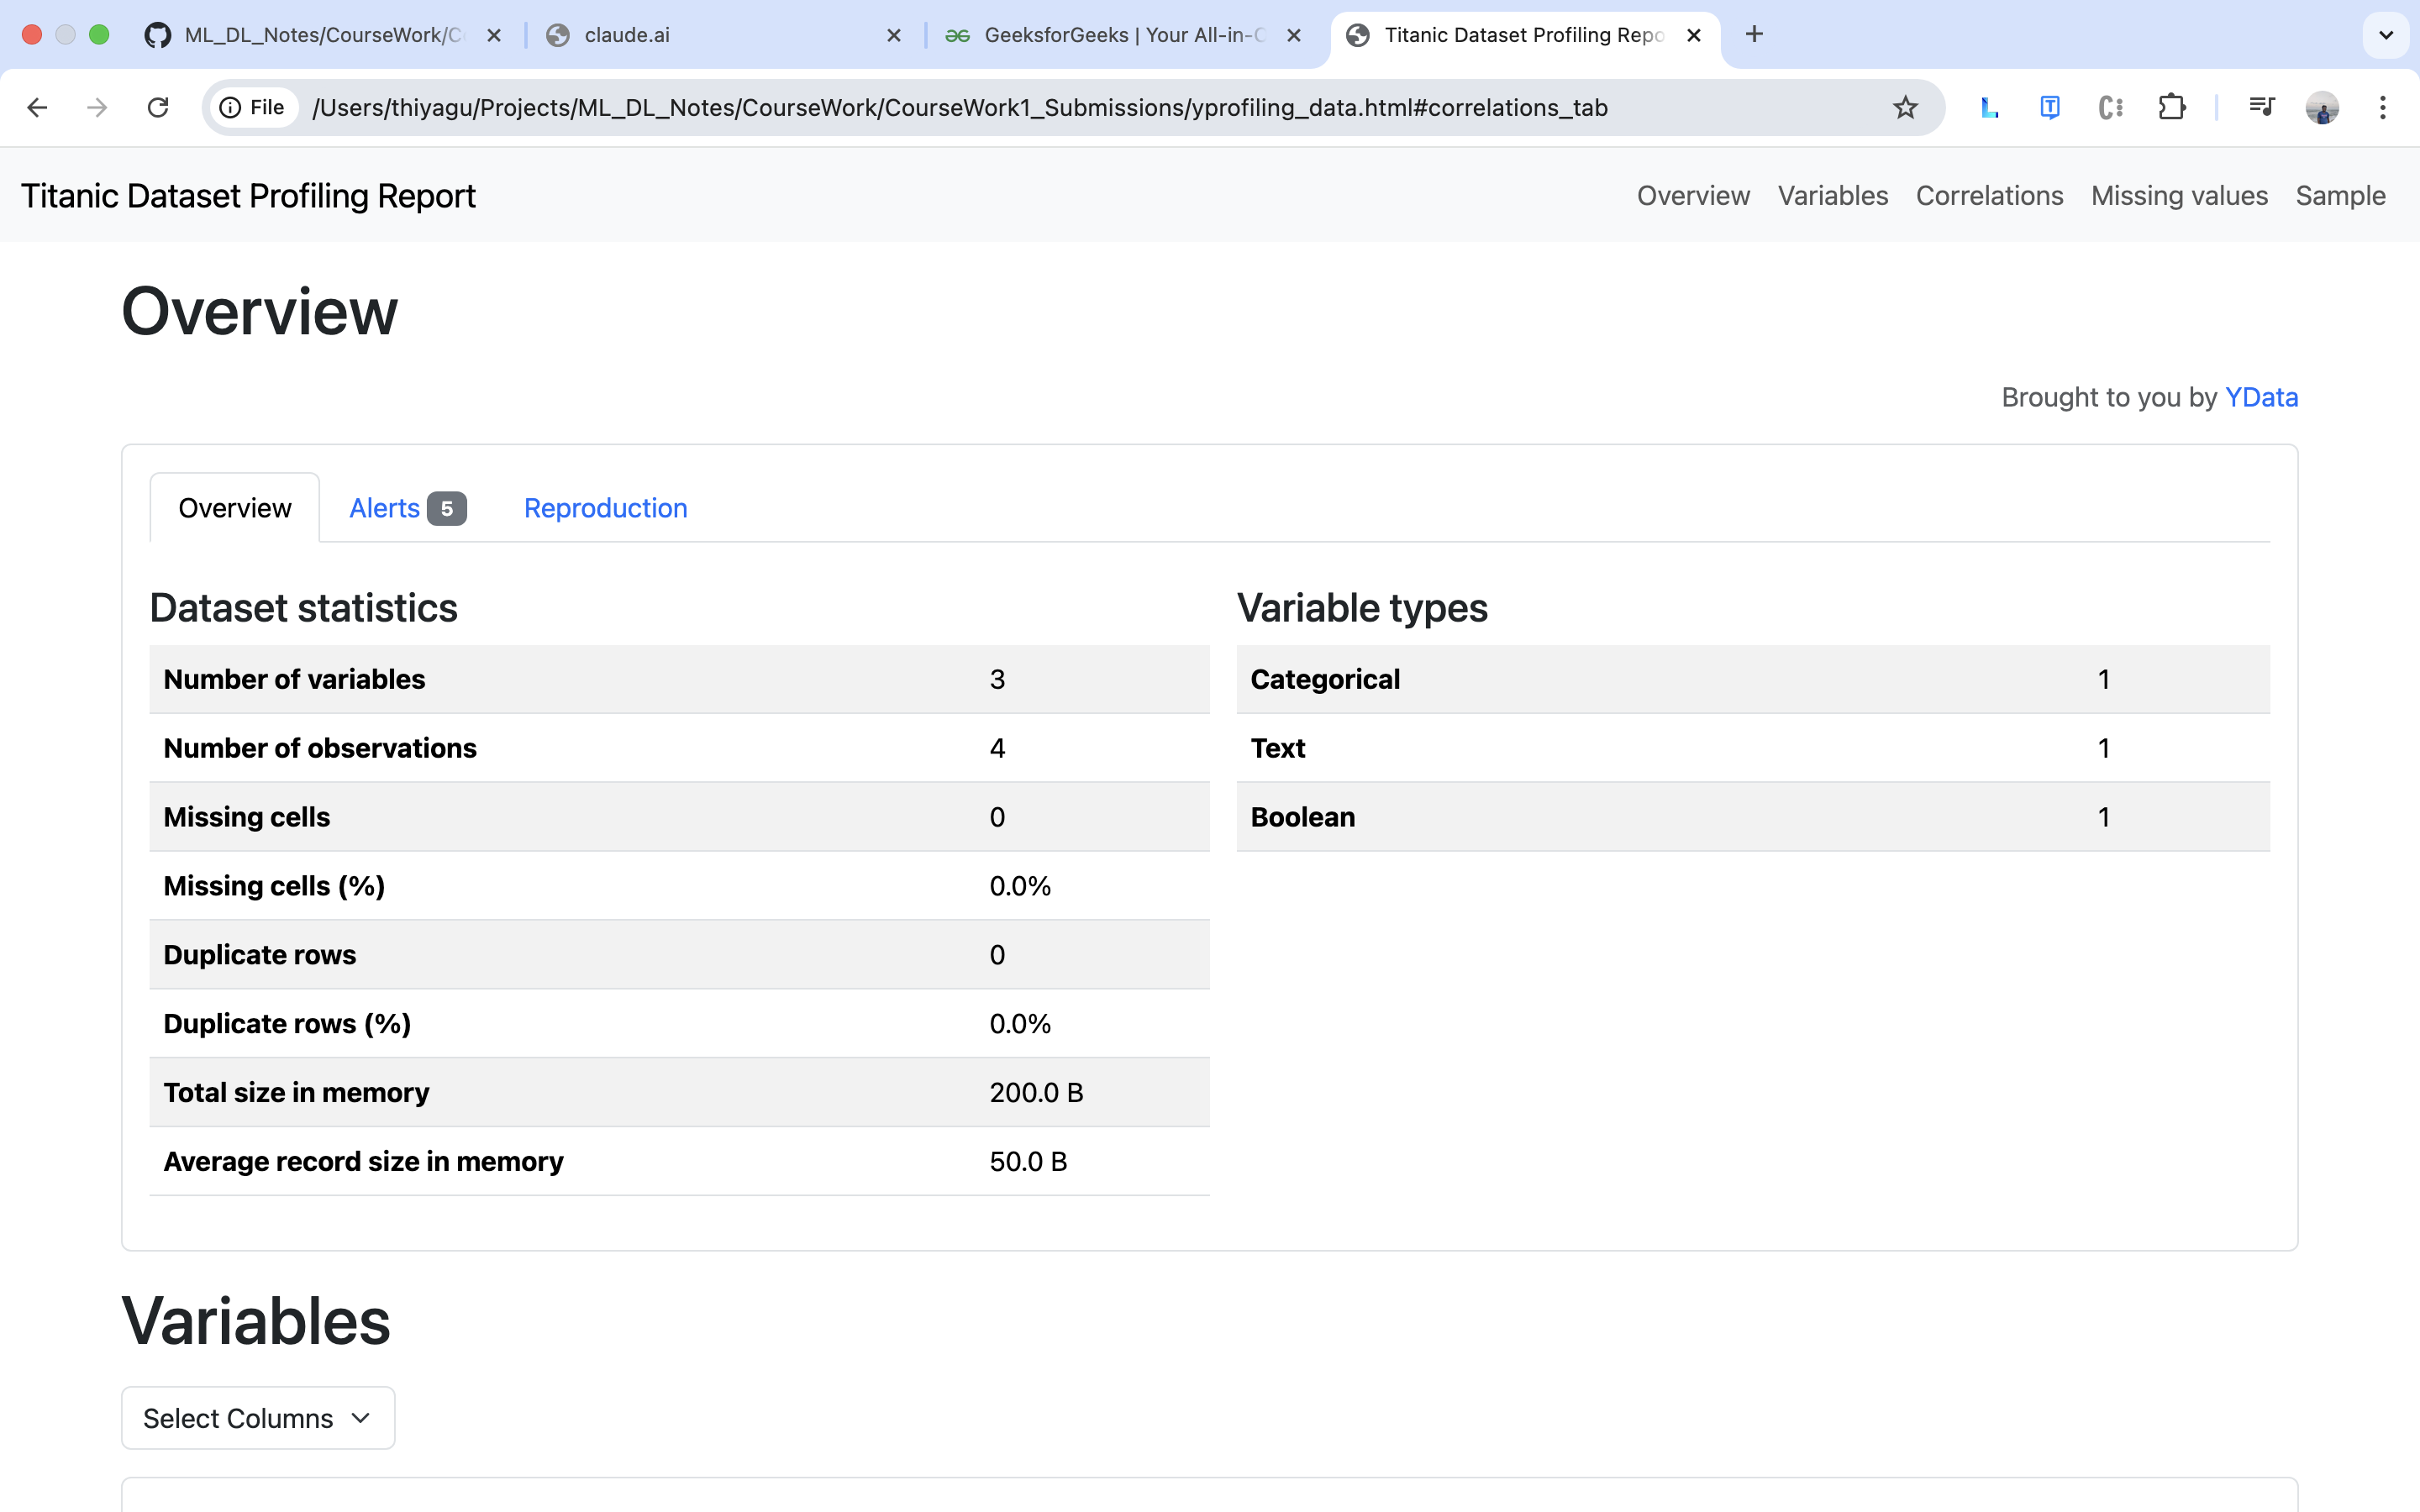 ML_DL_Notes/CourseWork/C
claude.ai
GeeksforGeeks | Your All-in-C
Titanic Dataset Profiling Repo
File /Users/thiyagu/Projects/ML_DL_Notes/CourseWork/CourseWork1_Submissions/yprofiling_data.html#correlations_tab
Titanic Dataset Profiling Report
Overview Variables Correlations Missing values Sample
Overview
Brought to you by YData
Overview Alerts 5 Reproduction
Dataset statistics
Number of variables 3
Number of observations 4
Missing cells 0
Missing cells (%) 0.0%
Duplicate rows 0
Duplicate rows (%) 0.0%
Total size in memory 200.0 B
Average record size in memory 50.0 B
Variable types
Categorical 1
Text 1
Boolean 1
Variables
Select Columns